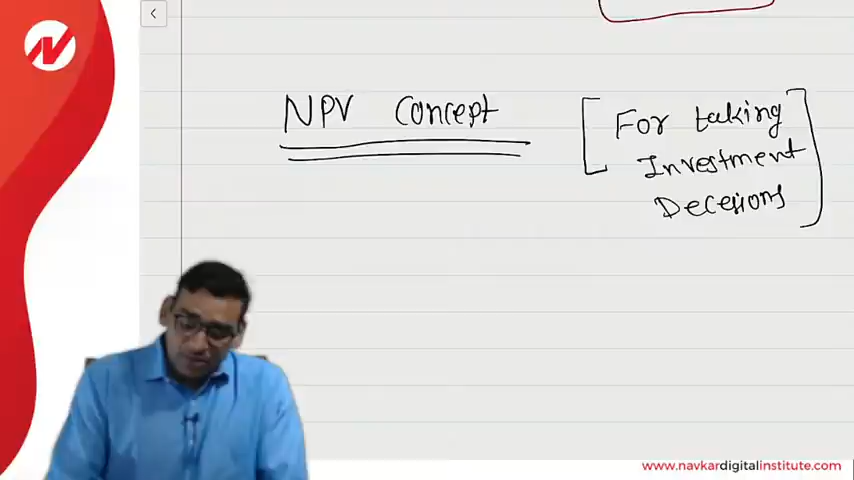 NPV Concept
For taking
Investment
Decesions
www.navkardigitalinstitute.com